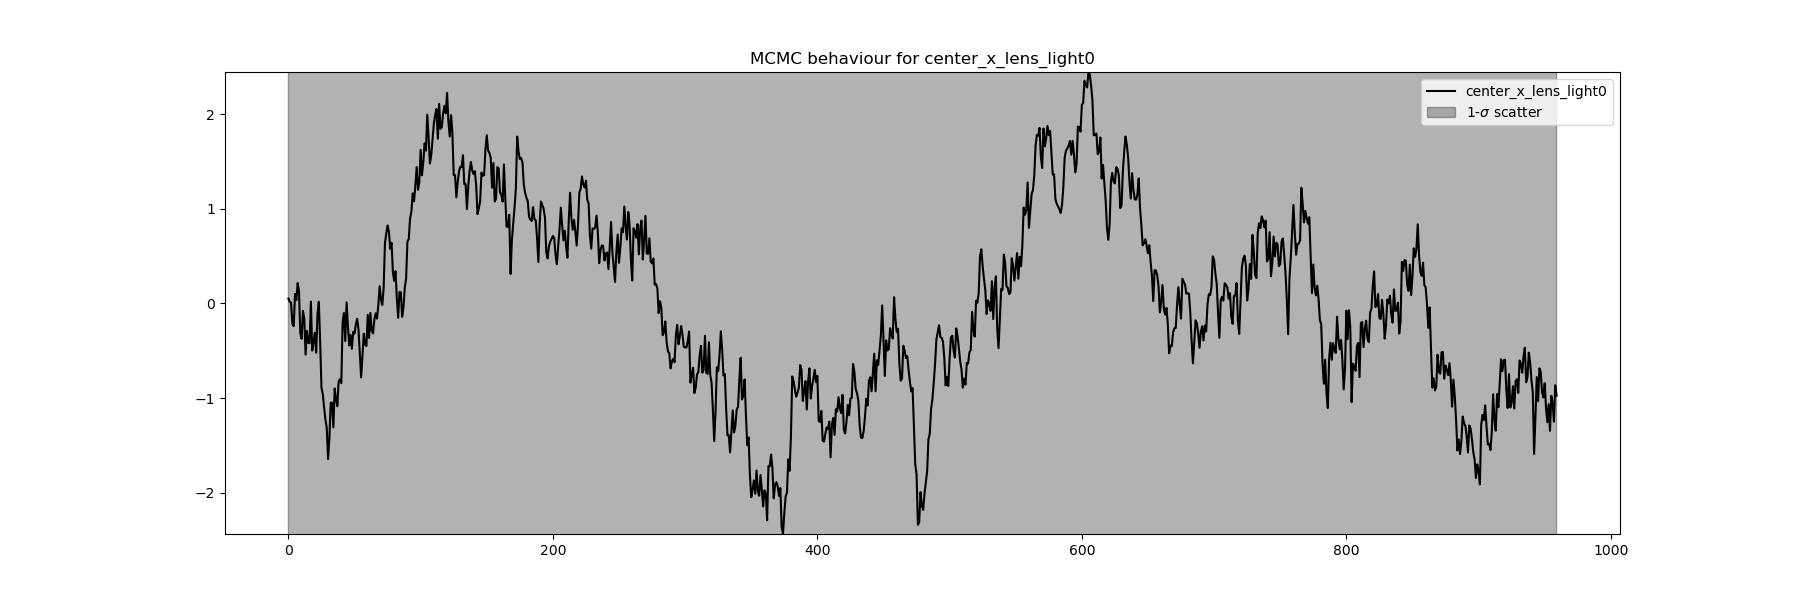 MCMC behaviour for center_x_lens_light0
center_x_lens_light0
1-σ scatter
2
1
0
−1
−2
0 200 400 600 800 1000